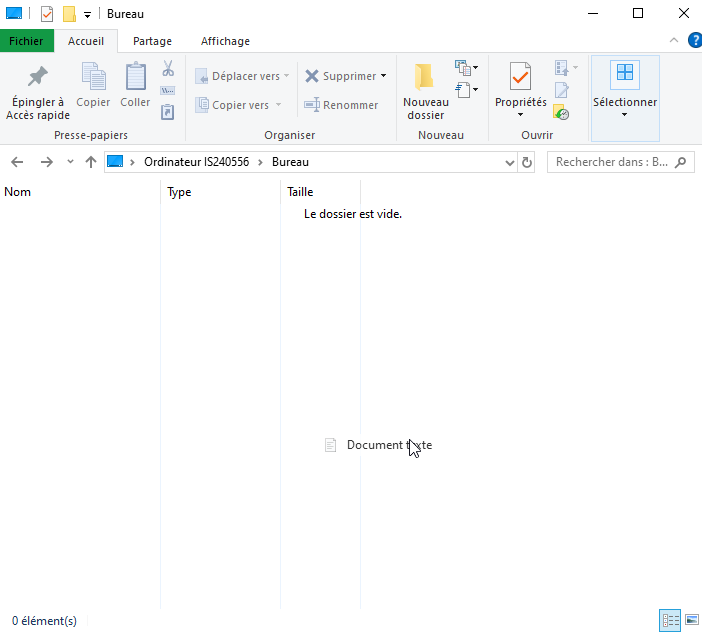 Bureau
Fichier Accueil Partage Affichage
Épingler à
Accès rapide
Copier
Coller
Déplacer vers
Copier vers
Supprimer
Renommer
Nouveau
dossier
Propriétés
Sélectionner
Presse-papiers Organiser Nouveau Ouvrir
Ordinateur IS240556 > Bureau
Rechercher dans : B...
Nom Type Taille
Le dossier est vide.
Document texte
0 élément(s)